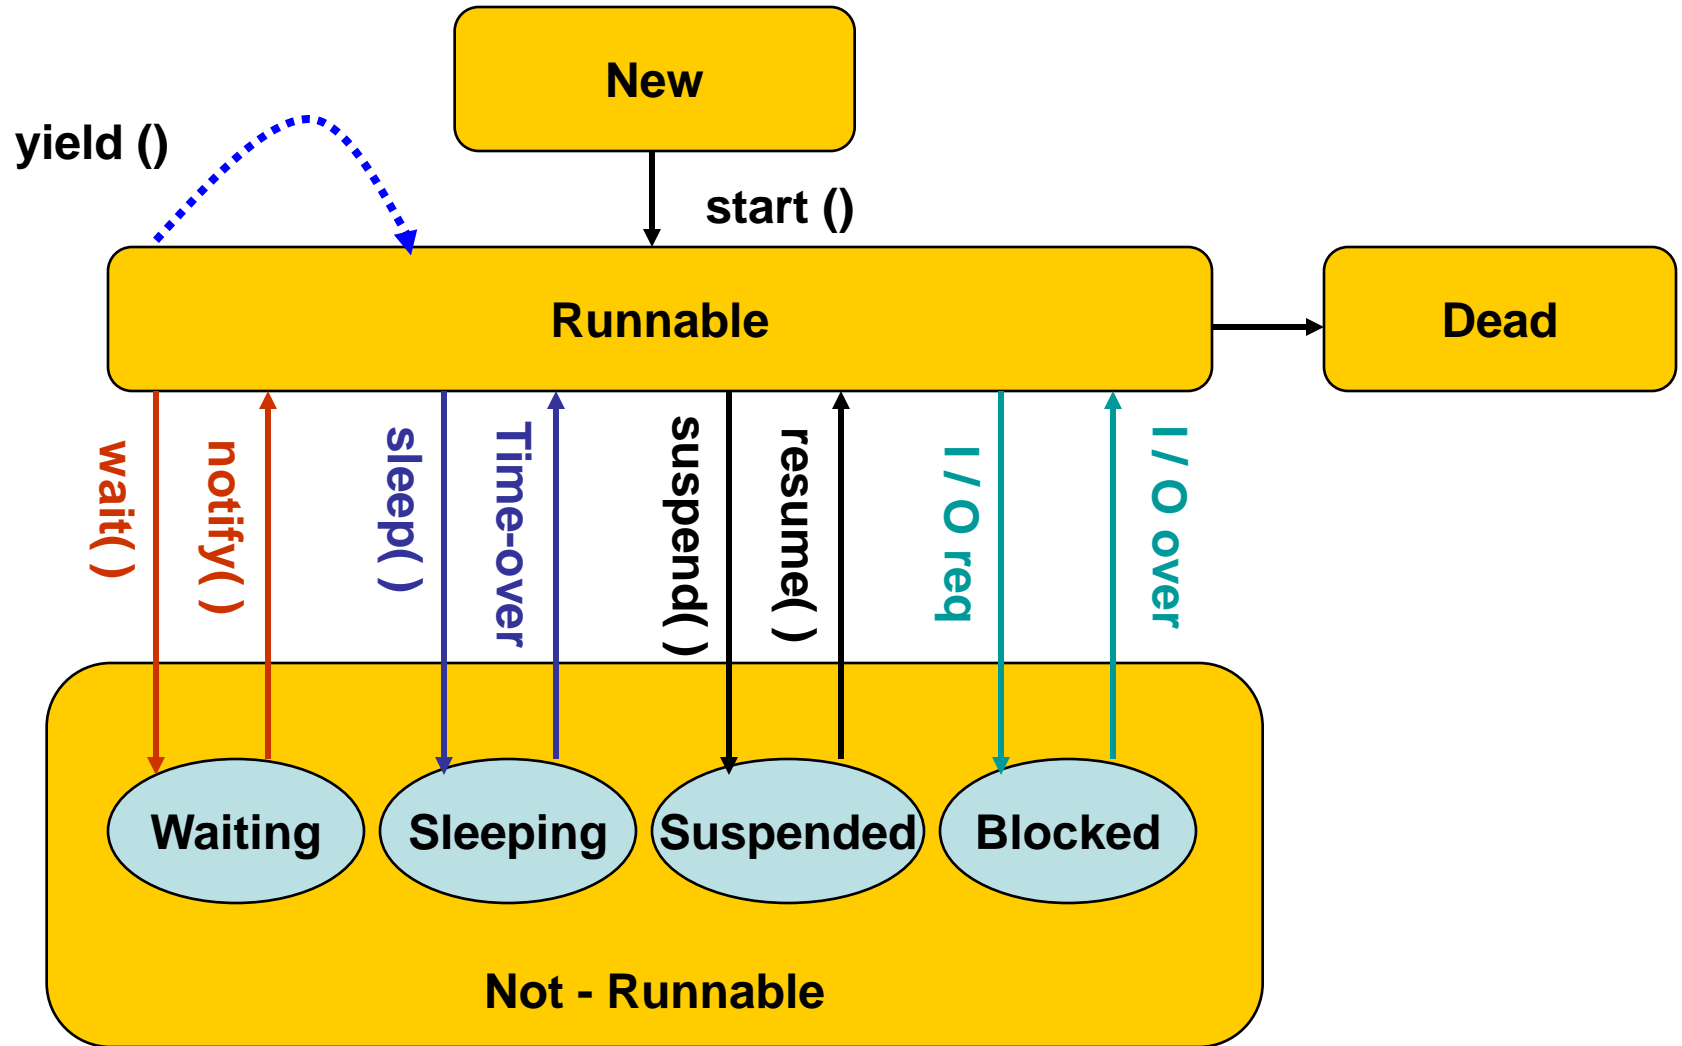 New
yield ()
start ()
Runnable
Dead
wait( )
notify( )
sleep( )
Time-over
suspend( )
resume( )
I / O req
I / O over
Waiting
Sleeping
Suspended
Blocked
Not - Runnable